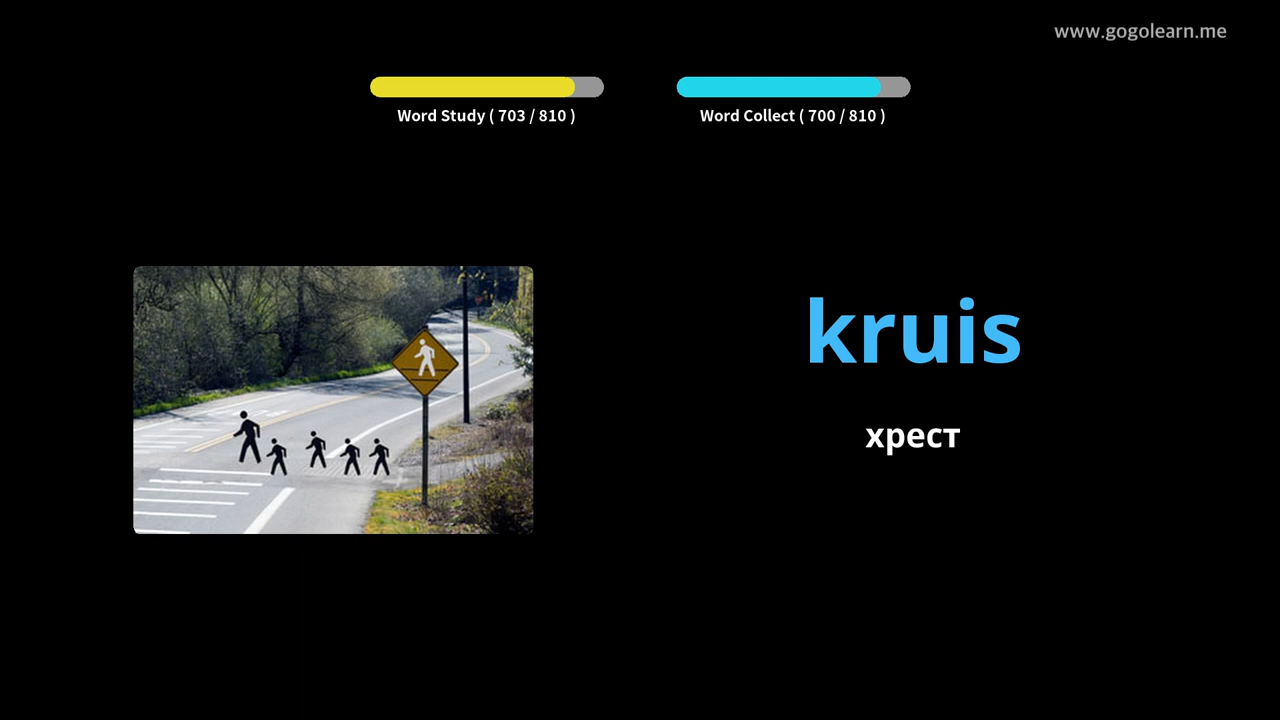 www.gogolearn.me
Word Study ( 703 / 810 )
Word Collect ( 700 / 810 )
kruis
хрест